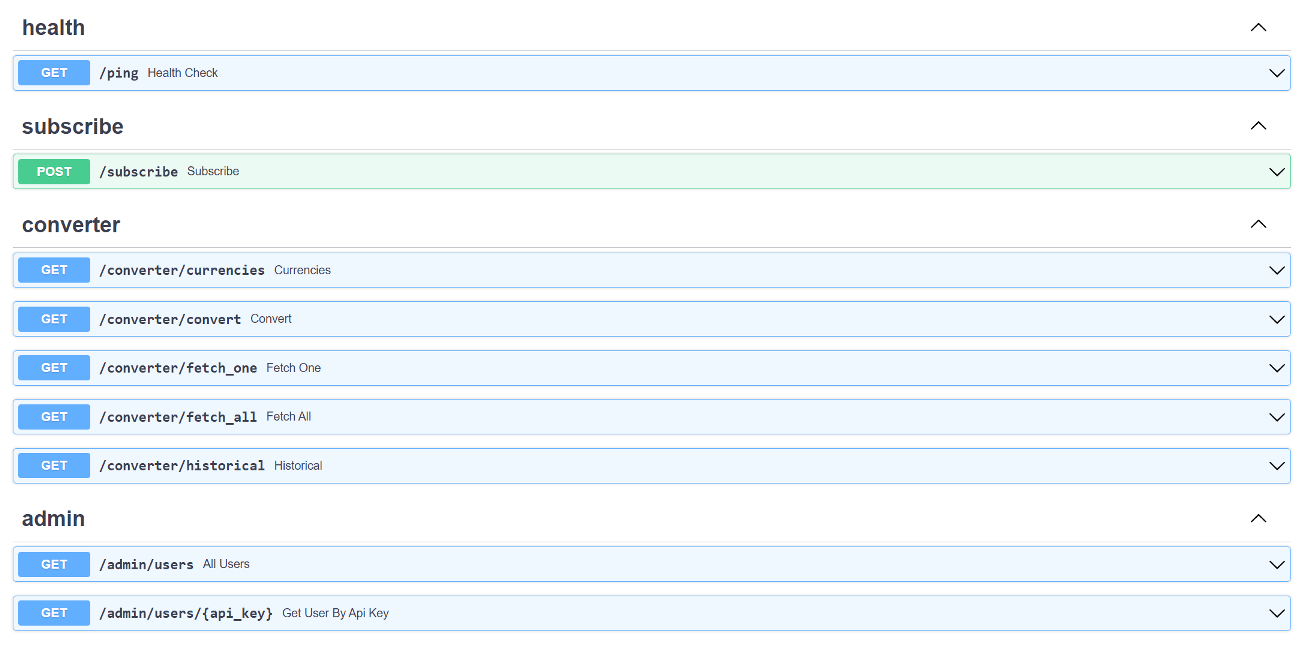 health
GET /ping Health Check
subscribe
POST /subscribe Subscribe
converter
GET /converter/currencies Currencies
GET /converter/convert Convert
GET /converter/fetch_one Fetch One
GET /converter/fetch_all Fetch All
GET /converter/historical Historical
admin
GET /admin/users All Users
GET /admin/users/{api_key} Get User By Api Key